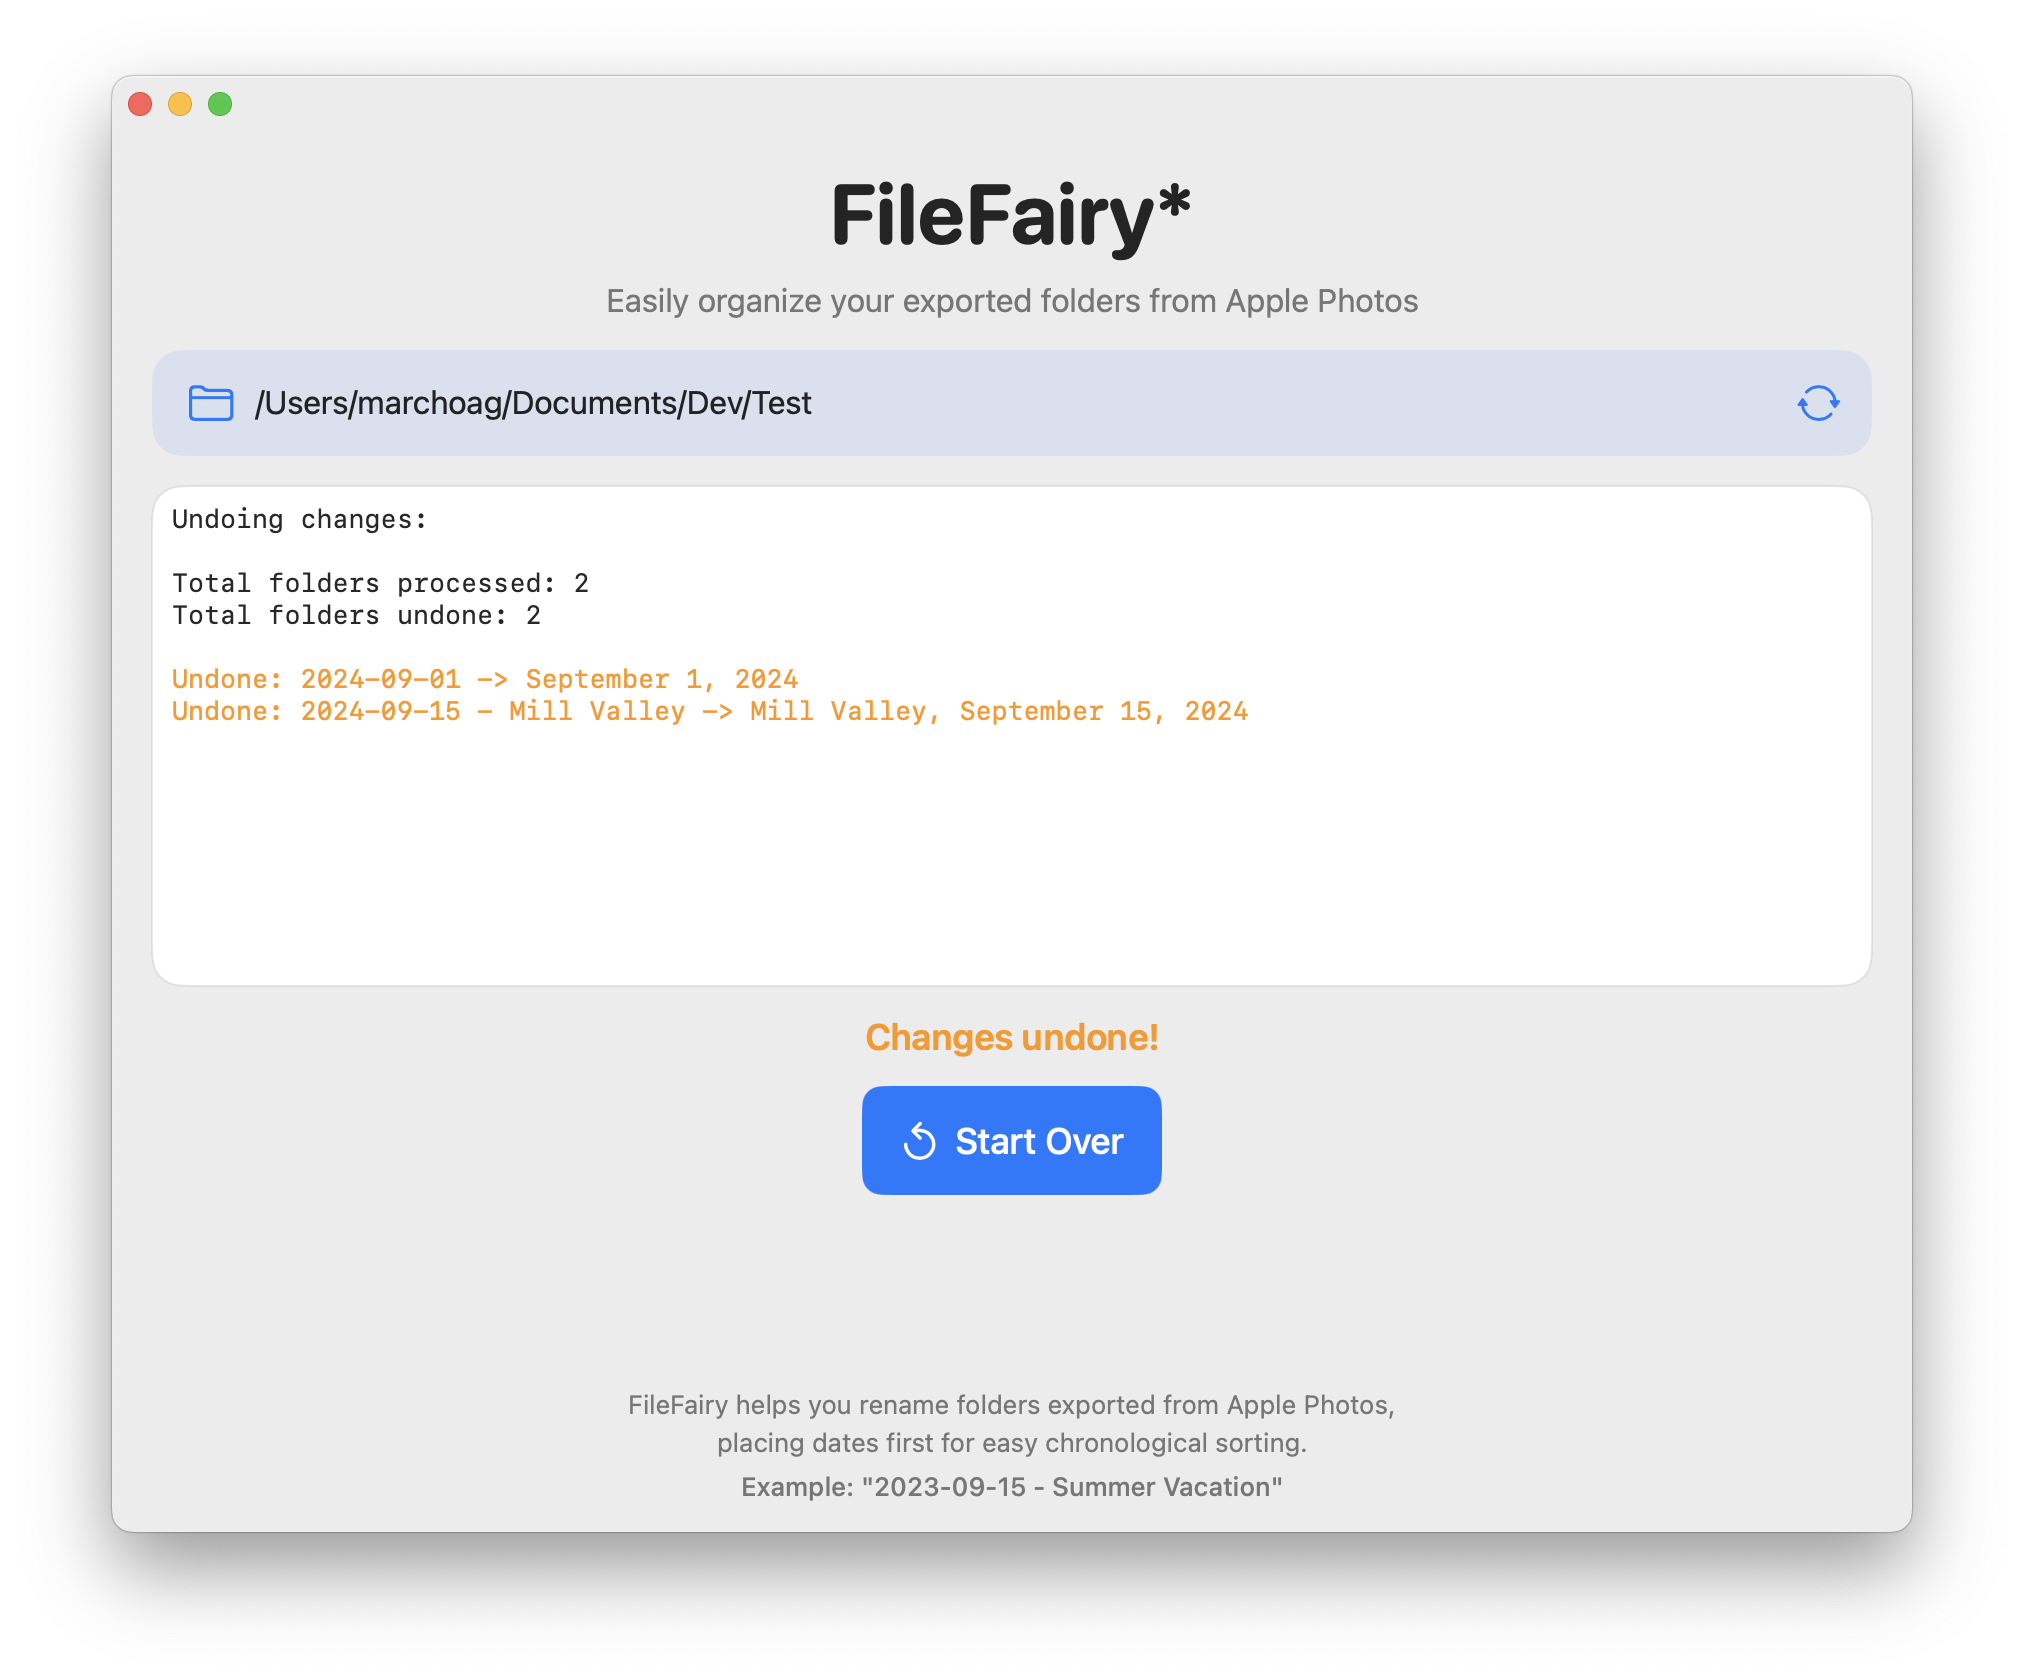 FileFairy*
Easily organize your exported folders from Apple Photos
/Users/marchoag/Documents/Dev/Test
Undoing changes:
Total folders processed: 2
Total folders undone: 2
Undone: 2024-09-01 -> September 1, 2024
Undone: 2024-09-15 - Mill Valley -> Mill Valley, September 15, 2024
Changes undone!
Start Over
FileFairy helps you rename folders exported from Apple Photos,
placing dates first for easy chronological sorting.
Example: "2023-09-15 - Summer Vacation"